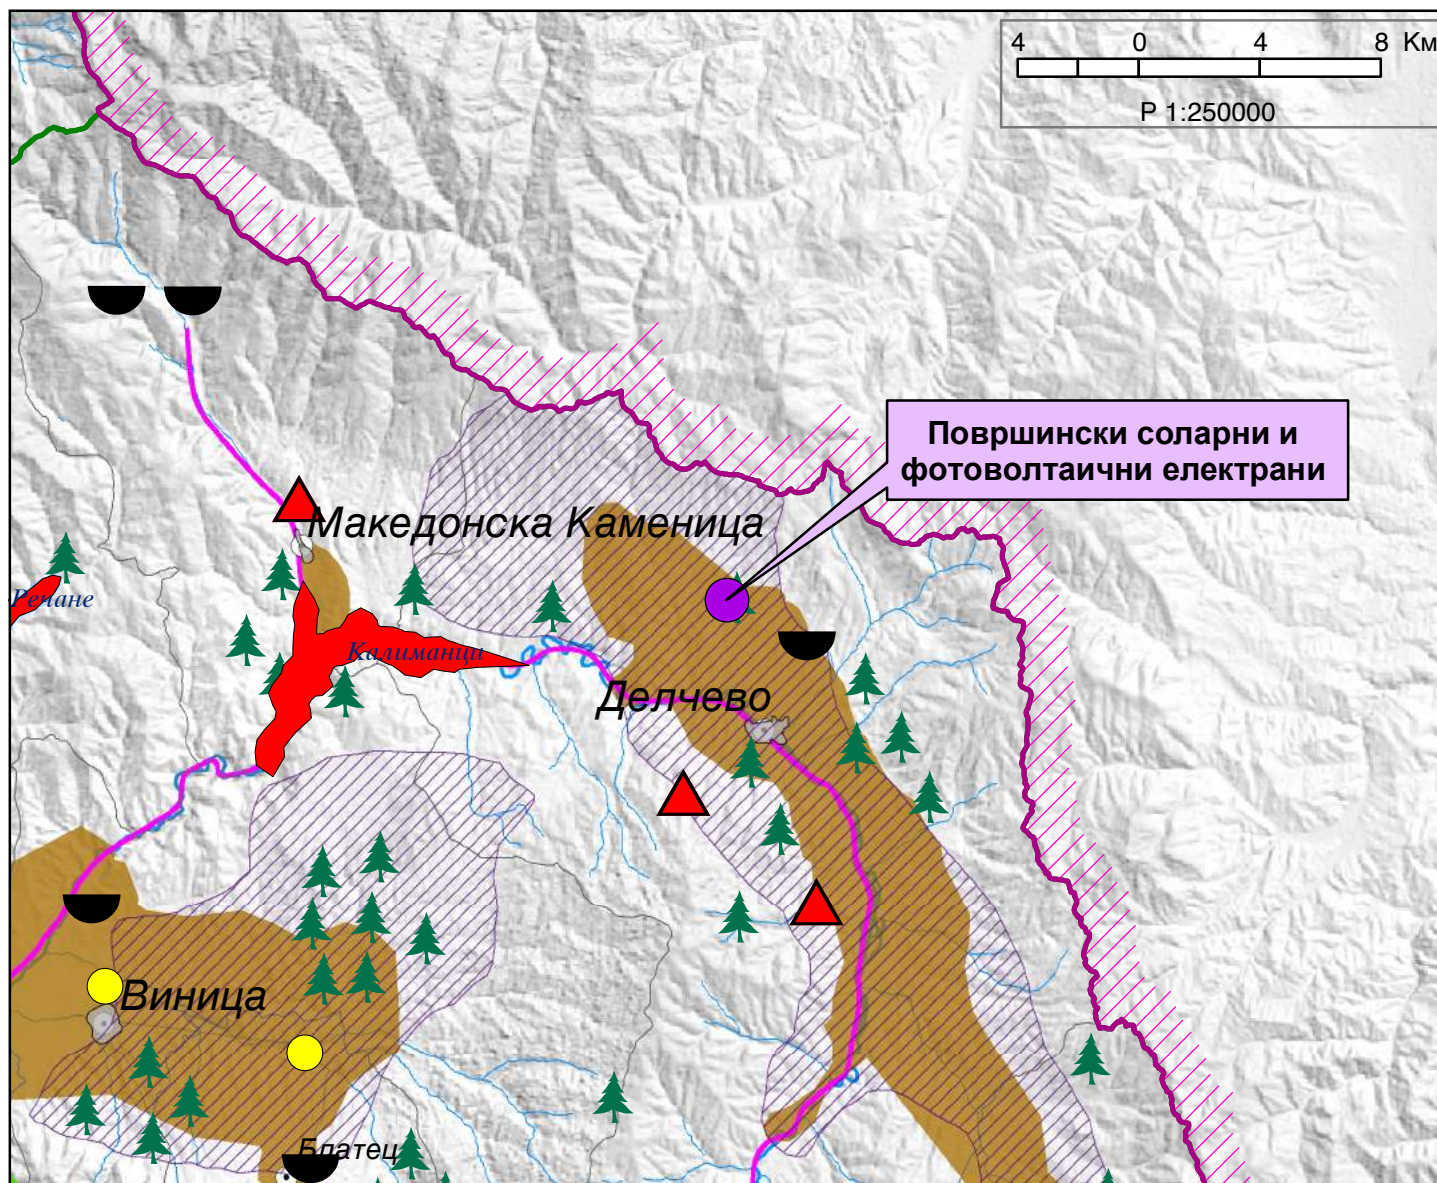 4 0 4 8 Км
Р 1:250000
Површински соларни и
фотоволтаични електрани
Македонска Каменица
Речане
Калиманци
Делчево
Виница
Блатец